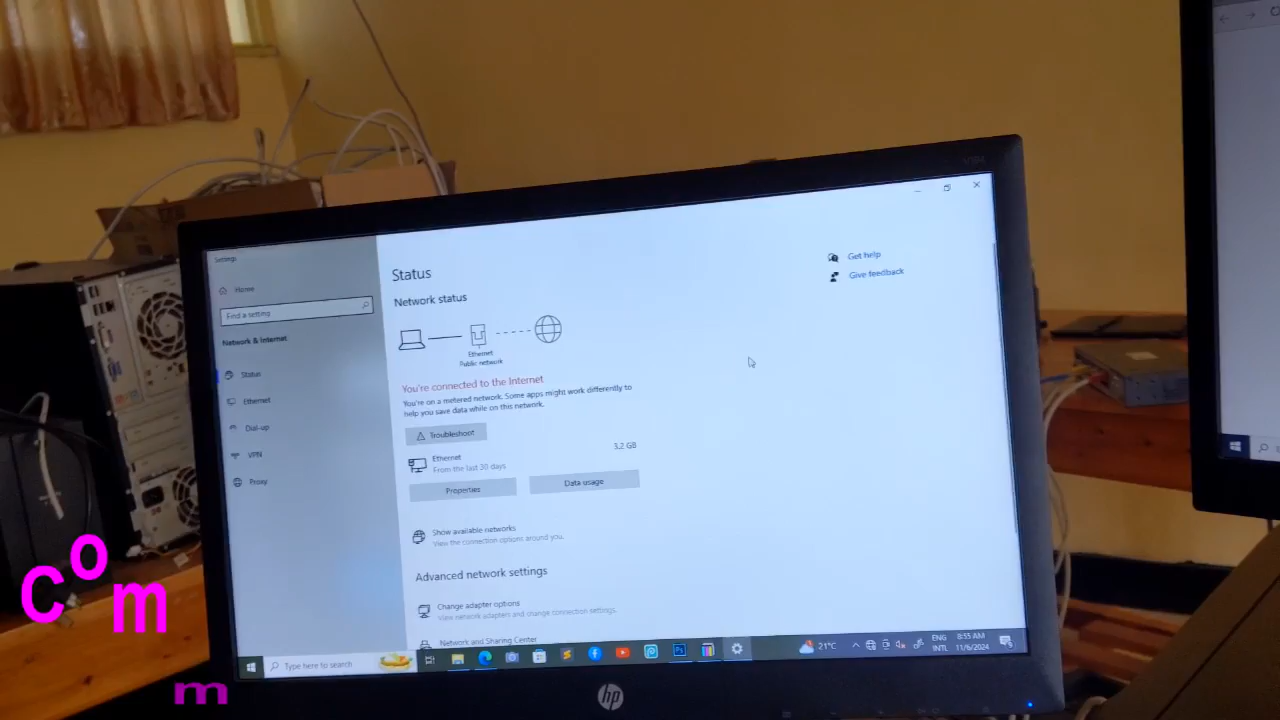 Settings
Home
Find a setting
Network & Internet
Status
Ethernet
Dial-up
VPN
Proxy
Status
Network status
Ethernet
Public network
You're connected to the Internet
You're on a metered network. Some apps might work differently to
help you save data while on this network.
Troubleshoot
Ethernet
From the last 30 days
3.2 GB
Properties
Data usage
Show available networks
View the connection options around you.
Advanced network settings
Change adapter options
View network adapters and change connection settings.
Network and Sharing Center
Get help
Give feedback
Type here to search
Ps
21°C
ENG
INTL
8:55 AM
11/6/2024
hp
Com
m